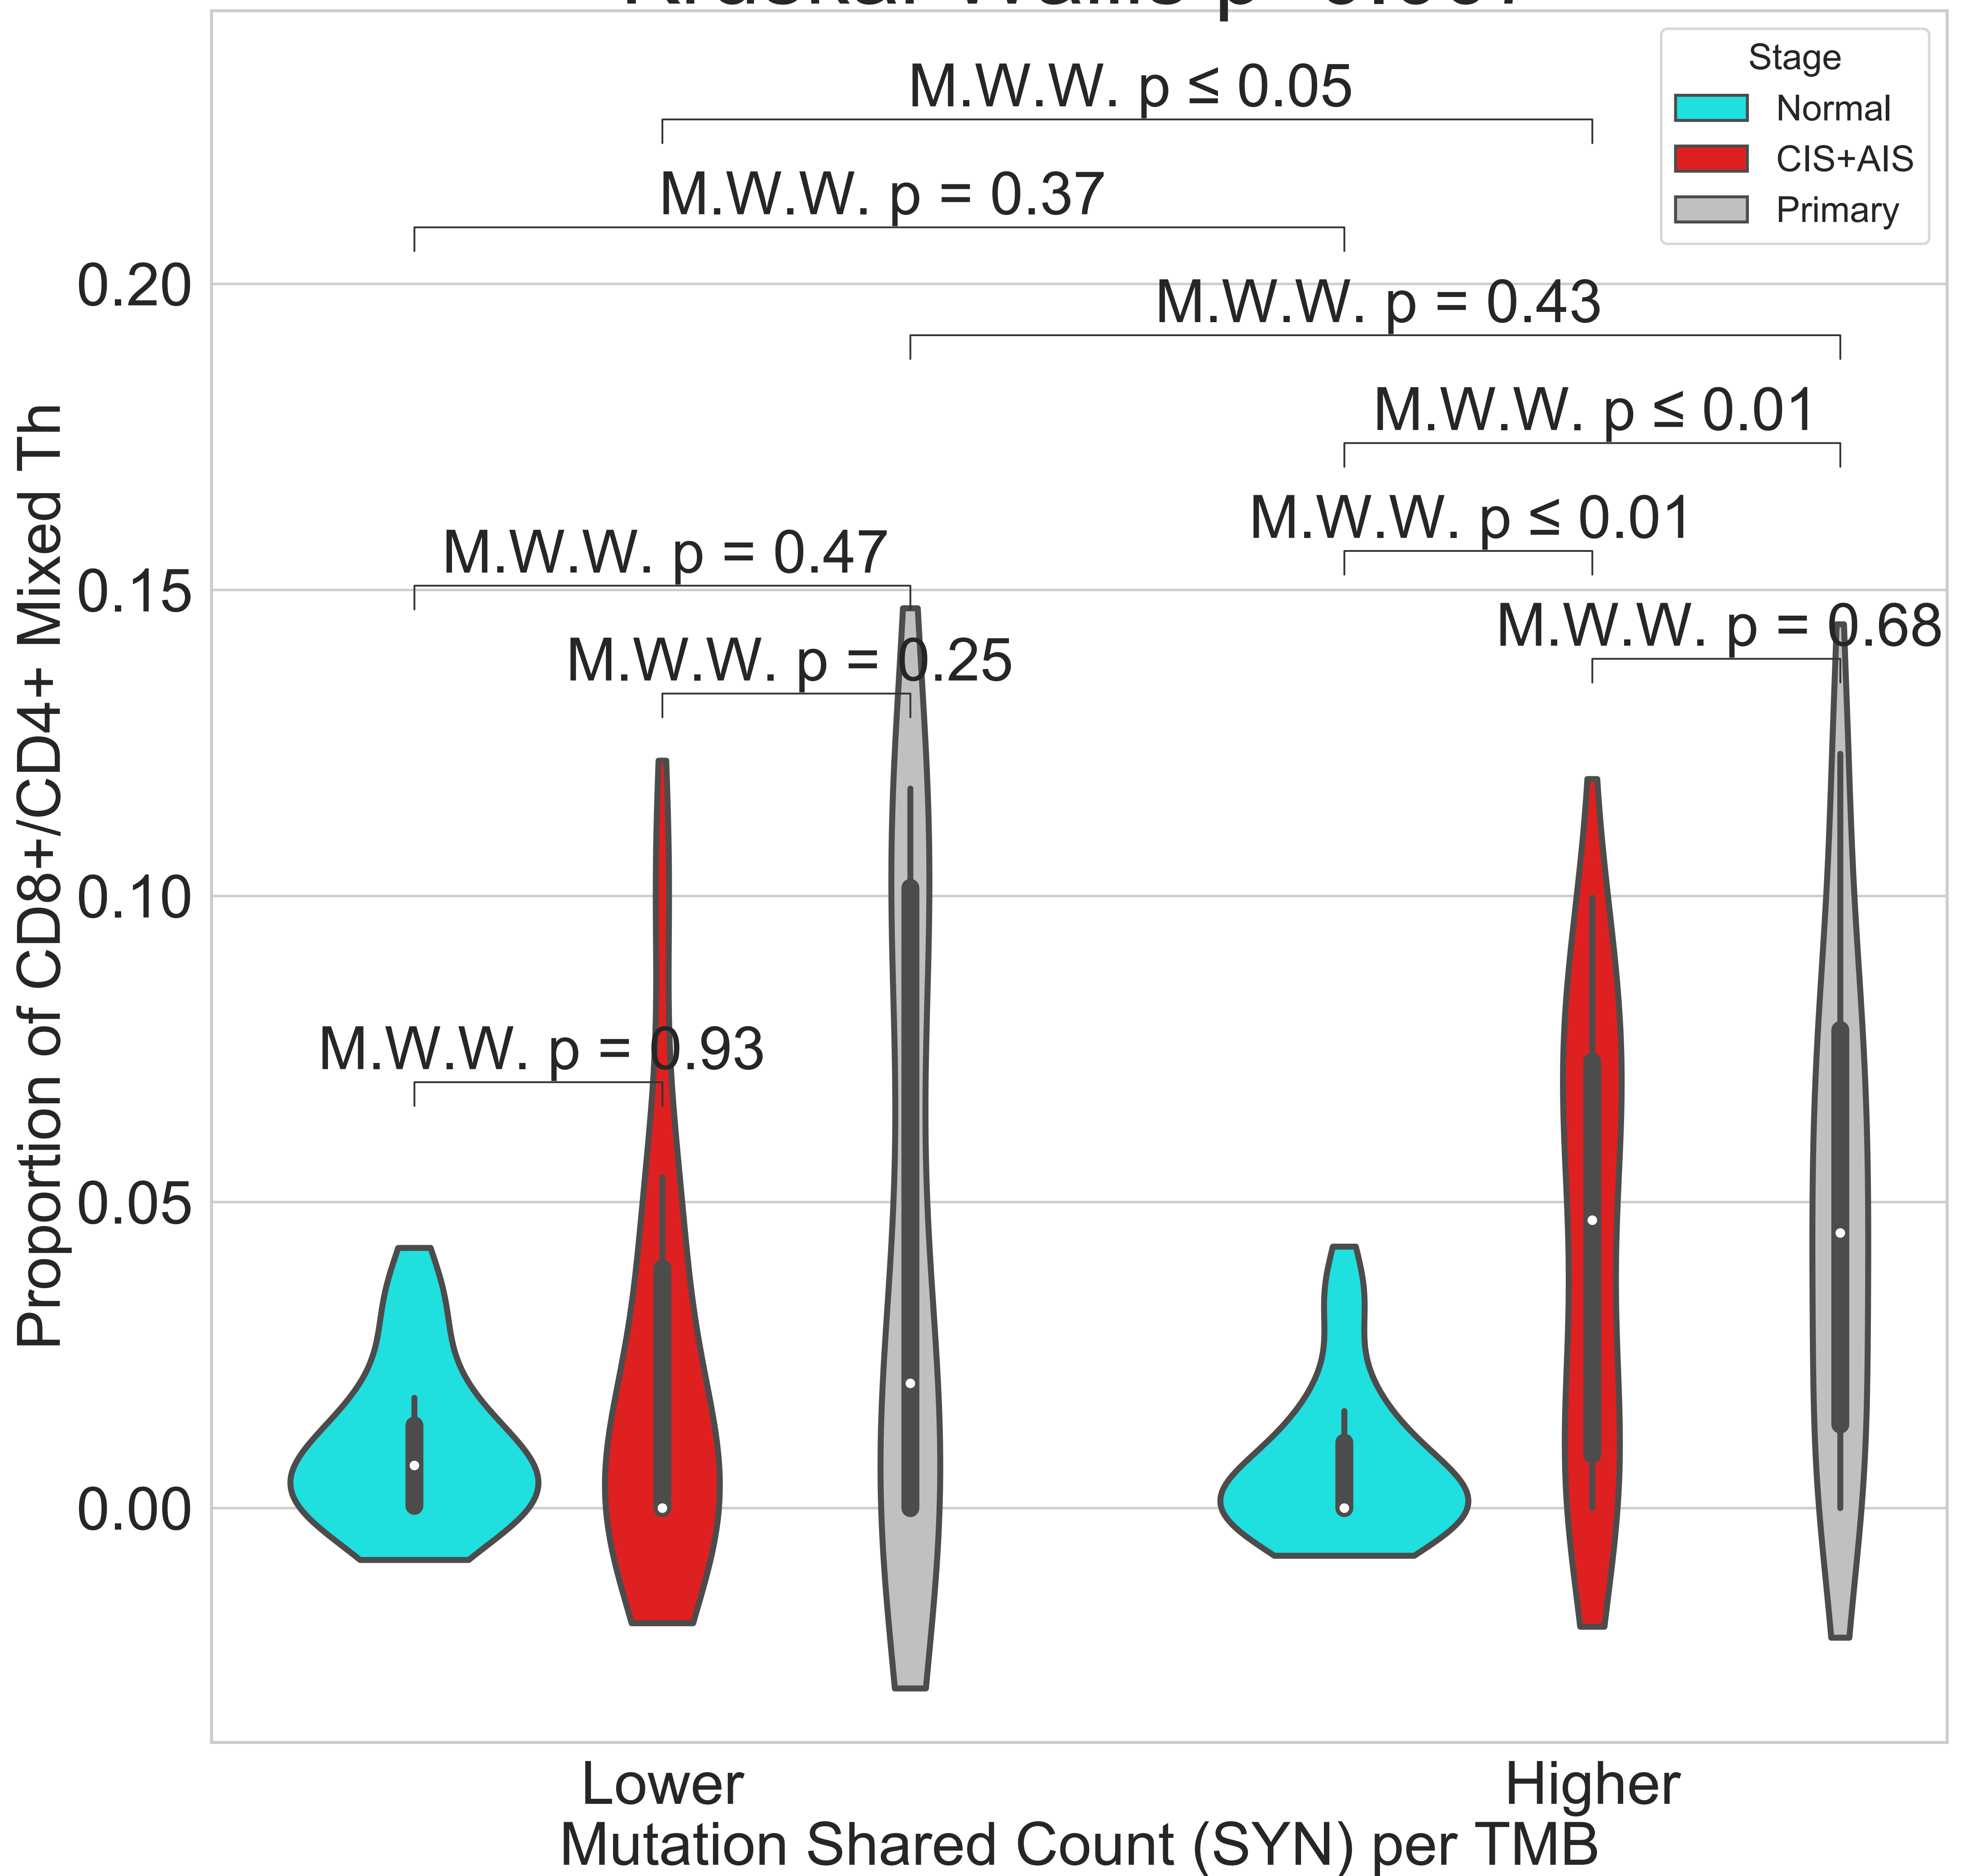 Stage
Normal
CIS+AIS
Primary
M.W.W. p ≤ 0.05
M.W.W. p = 0.37
M.W.W. p = 0.43
M.W.W. p ≤ 0.01
M.W.W. p ≤ 0.01
M.W.W. p = 0.47
M.W.W. p = 0.68
M.W.W. p = 0.25
M.W.W. p = 0.93
0.20
0.15
0.10
0.05
0.00
Proportion of CD8+/CD4+ Mixed Th
Lower
Higher
Mutation Shared Count (SYN) per TMB